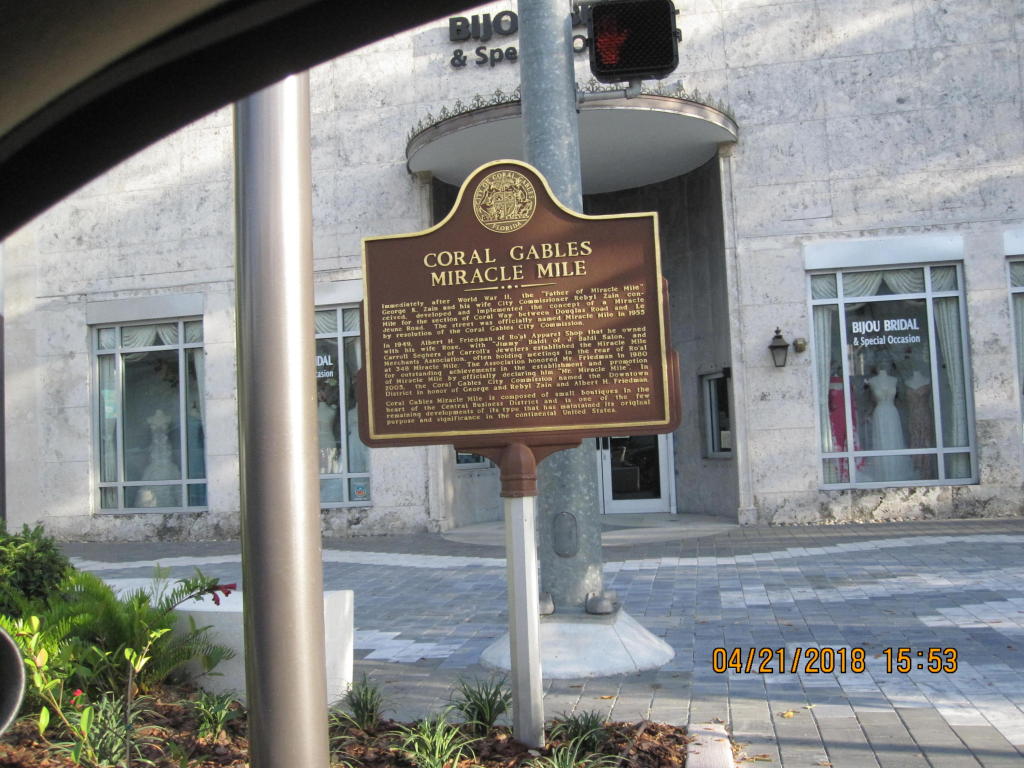 BIJO
& Spe
CITY OF CORAL GABLES
FLORIDA
CORAL GABLES
MIRACLE MILE
Immediately after World War II, the "Father of Miracle Mile"
George K. Zain and his wife City Commissioner Rebyl Zain con-
ceived, developed and implemented the concept of a Miracle
Mile for the section of Coral Way between Douglas Road and Le
Jeune Road. The street was officially named Miracle Mile in 1955
by resolution of the Coral Gables City Commission.
In 1949, Albert H. Friedman of Ro'al Apparel Shop that he owned
with his wife Rose, with "Jimmy" Baldi of J. Baldi Salon, and
Carroll Seghers of Carroll's Jewelers established the Miracle Mile
Merchants Association, often holding meetings in the rear of Ro'al
at 348 Miracle Mile. The Association honored Mr. Friedman in 1980
for outstanding achievements in the establishment and promotion
of Miracle Mile by officially declaring him "Mr. Miracle Mile". In
2003, The Coral Gables City Commission named the Downtown
District in honor of George and Rebyl Zain and Albert H. Friedman
Coral Gables Miracle Mile is composed of small boutiques in the
heart of the Central Business District and is one of the few
remaining developments of its type that has maintained its original
purpose and significance in the continental United States.
DAL
asion
BIJOU BRIDAL
& Special Occasion
04/21/2018 15:53